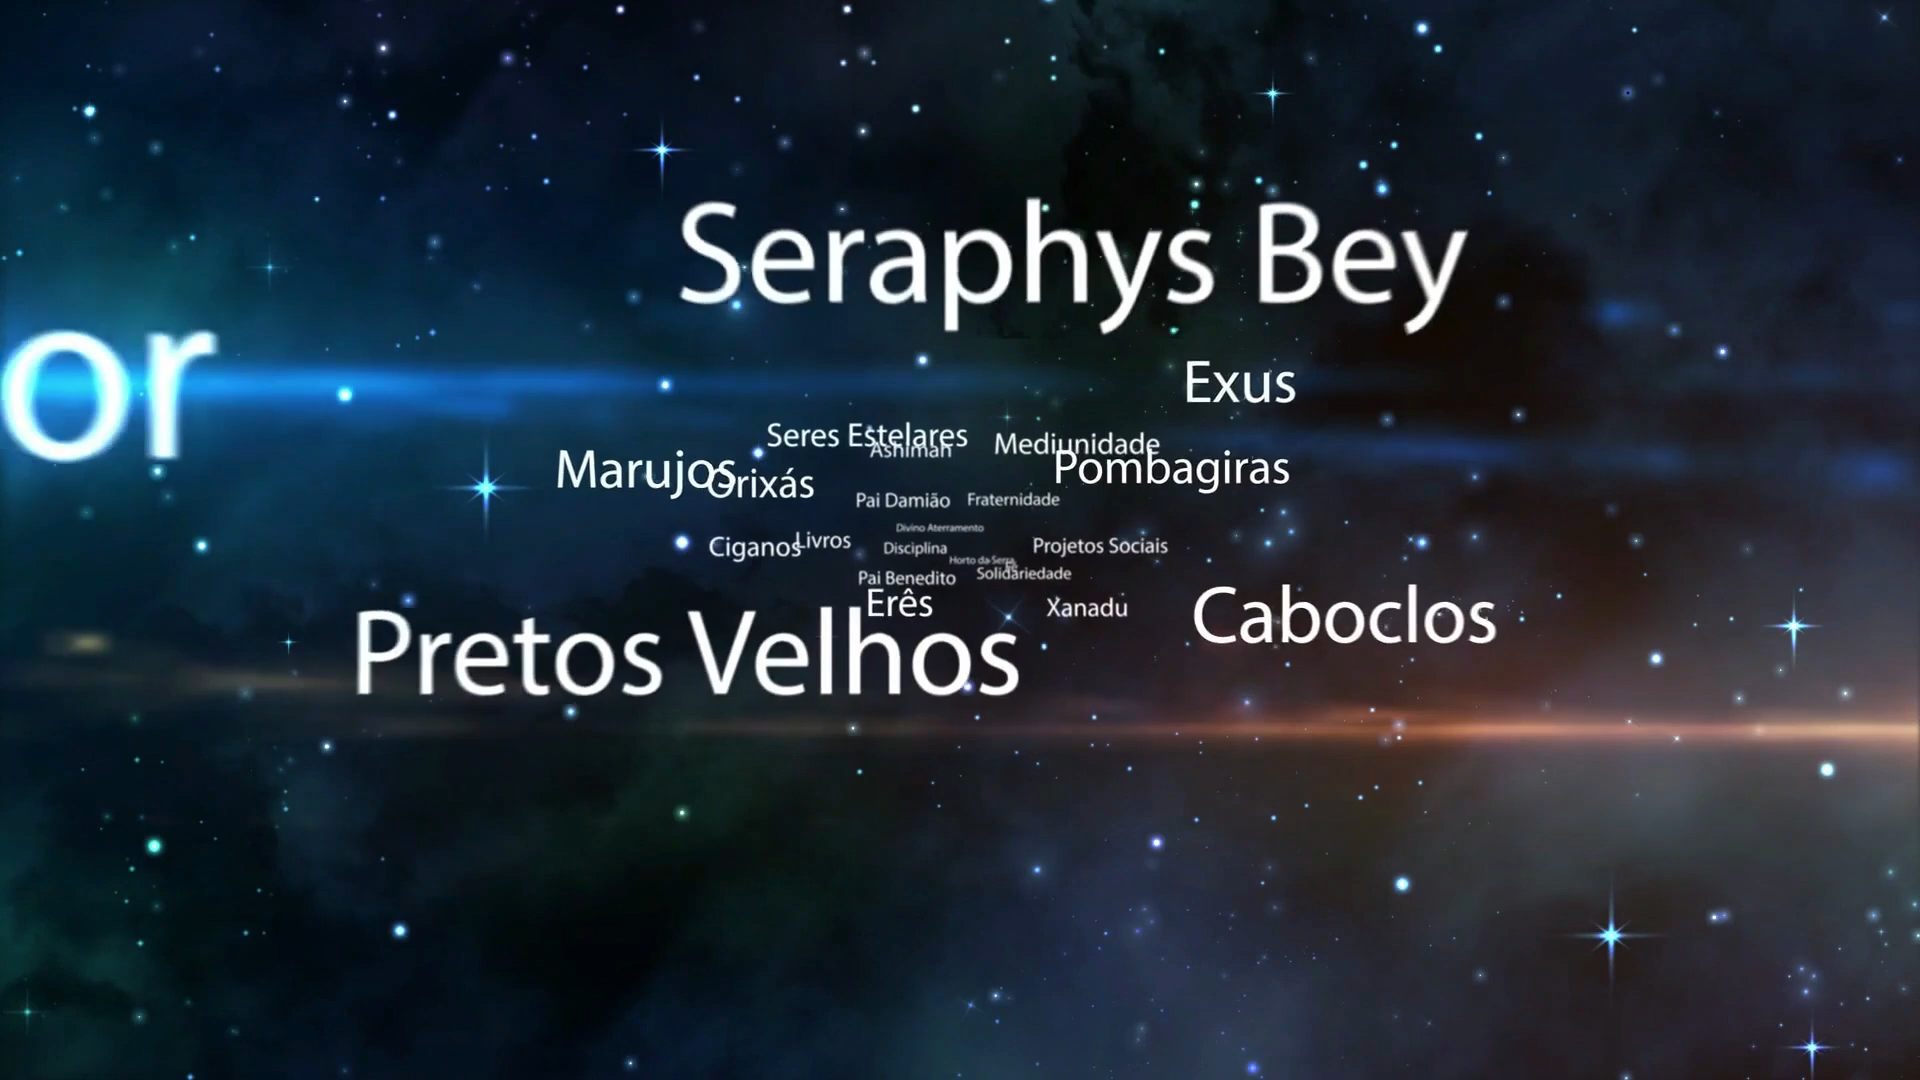 Seraphys Bey
or
Exus
Seres Estelares
Ashimah
Mediunidade
Marujos
Orixás
Pombagiras
Pai Damião
Fraternidade
Divino Aterramento
Ciganos
Livros
Disciplina
Projetos Sociais
Horto da Serra
Solidariedade
Pai Benedito
Erês
Xanadu
Caboclos
Pretos Velhos